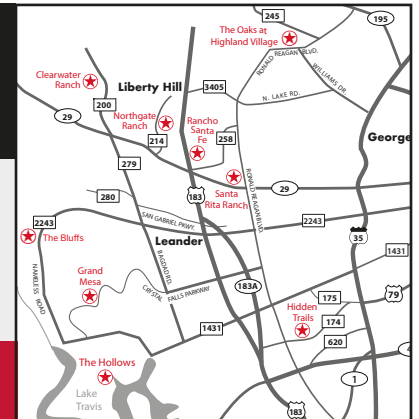 245
195
The Oaks at
Highland Village
RONALD REAGAN BLVD.
WILLIAMS DR
Clearwater
Ranch
Liberty Hill
3405
N. LAKE RD.
200
29
Northgate
Ranch
Rancho
Santa
Fe
George
214
258
279
RONALD REAGAN BLVD.
Santa
Rita Ranch
29
280
183
2243
SAN GABRIEL PKWY.
2243
The Bluffs
Leander
35
1431
BAGDAD RD.
NAMELESS ROAD
Grand
Mesa
CRYSTAL FALLS PARKWAY
183A
175
79
Hidden
Trails
174
1431
620
The Hollows
1
Lake
Travis
183